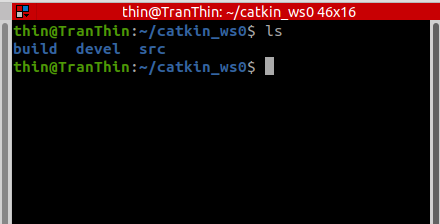 thin@TranThin: ~/catkin_ws0 46x16
thin@TranThin:~/catkin_ws0$ ls
build  devel  src
thin@TranThin:~/catkin_ws0$